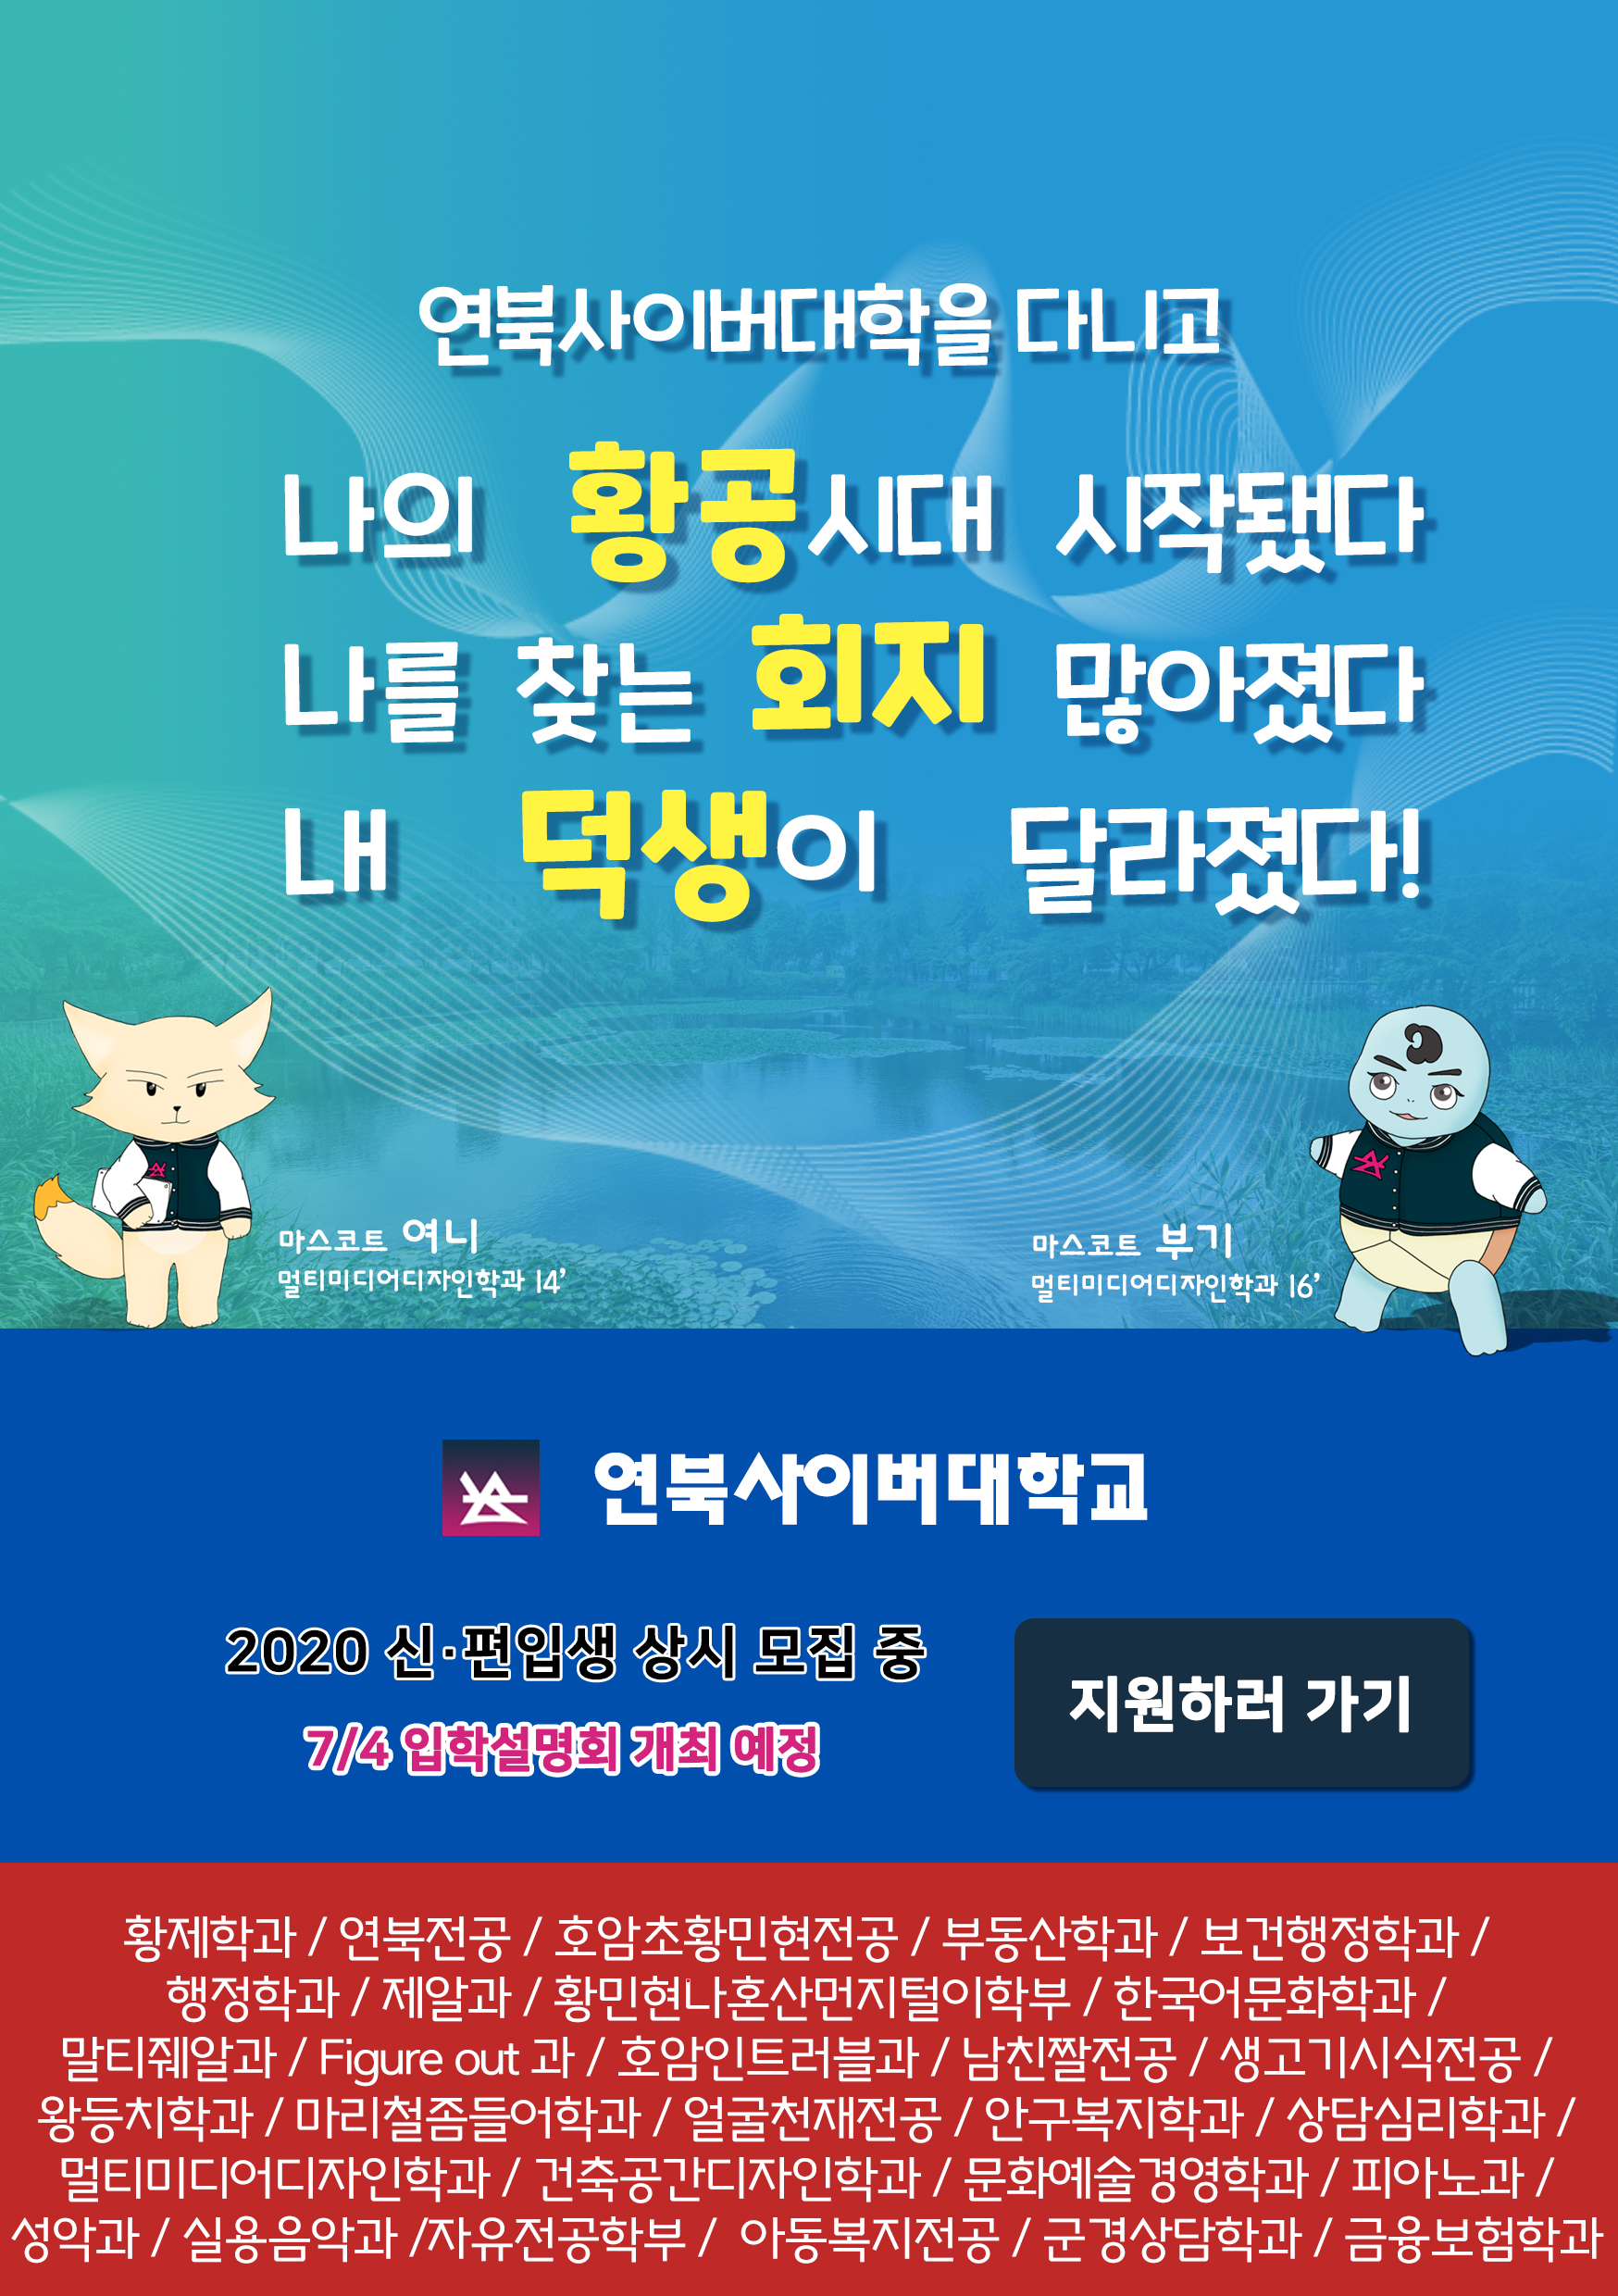 연북사이버대학을 다니고
나의 황공시대 시작됐다
나를 찾는 회지 많아졌다
내 덕생이 달라졌다!
마스코트 여니
멀티미디어디자인학과 14’
마스코트 부기
멀티미디어디자인학과 16’
연북사이버대학교
2020 신·편입생 상시 모집 중
7/4 입학설명회 개최 예정
지원하러 가기
황제학과 / 연북전공 / 호암초황민현전공 / 부동산학과 / 보건행정학과 /
행정학과 / 제알과 / 황민현나혼산먼지털이학부 / 한국어문화학과 /
말티줴알과 / Figure out 과 / 호암인트러블과 / 남친짤전공 / 생고기시식전공 /
왕등치학과 / 마리철좀들어학과 / 얼굴천재전공 / 안구복지학과 / 상담심리학과 /
멀티미디어디자인학과 / 건축공간디자인학과 / 문화예술경영학과 / 피아노과 /
성악과 / 실용음악과 /자유전공학부 / 아동복지전공 / 군경상담학과 / 금융보험학과